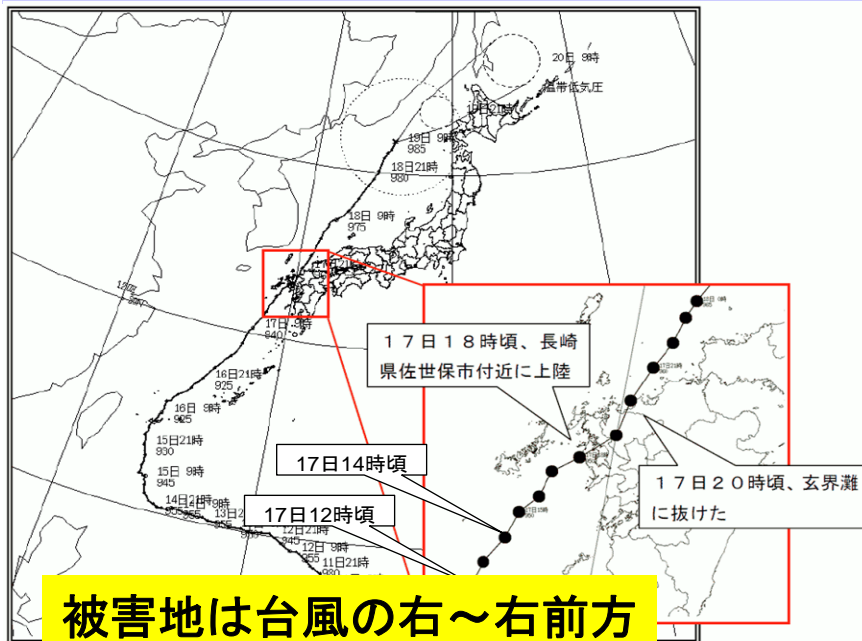 20日 9時
温帯低気圧
19日21時
19日 9時
985
18日21時
980
18日 9時
975
17日 9時
940
16日21時
925
16日 9時
925
15日21時
930
15日 9時
945
14日21時
955
13日2
955
12日21時
945
12日 9時
955
11日21時
980
17日18時頃、長崎
県佐世保市付近に上陸
17日14時頃
17日12時頃
17日20時頃、玄界灘
に抜けた
被害地は台風の右～右前方